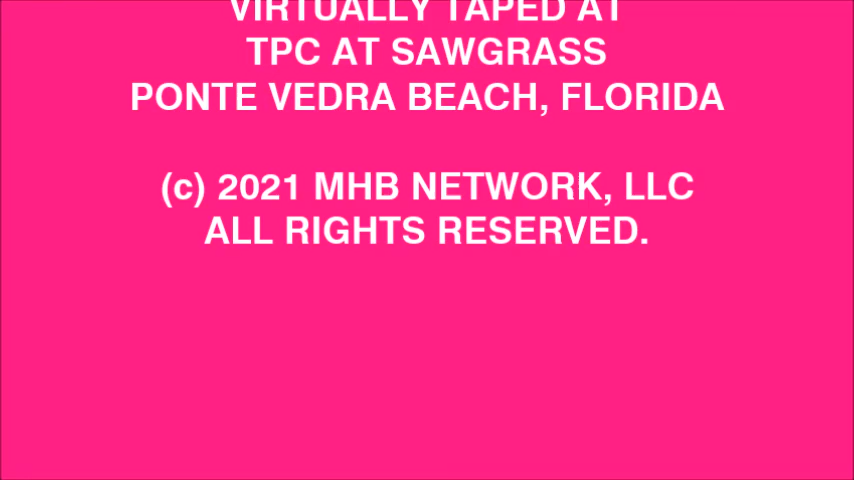 VIRTUALLY TAPED AT
TPC AT SAWGRASS
PONTE VEDRA BEACH, FLORIDA
(c) 2021 MHB NETWORK, LLC
ALL RIGHTS RESERVED.